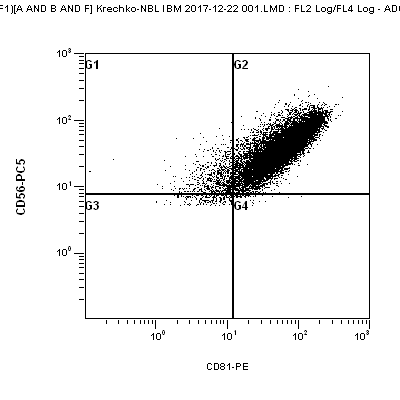 F1)[A AND B AND F] Krechko-NBL IBM 2017-12-22 001.LMD : FL2 Log/FL4 Log - ADC
10³
G1 G2
10²
CD56-PC5
10¹
G3 G4
10⁰
10⁰ 10¹ 10² 10³
CD81-PE